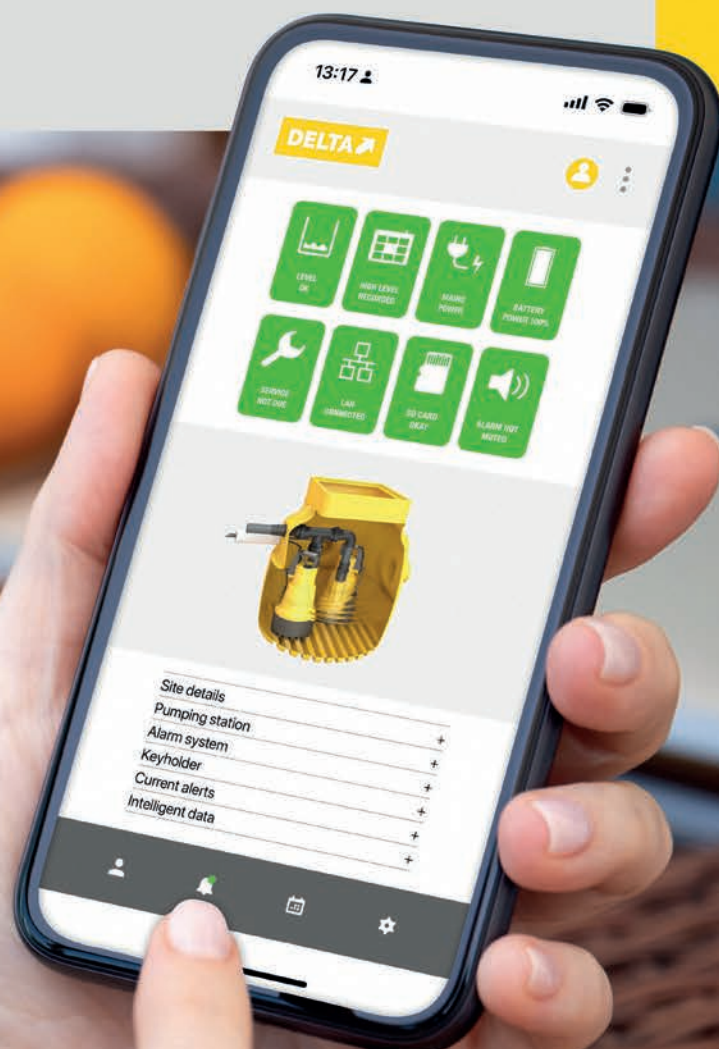 13:17
DELTA
LEVEL
OK
HIGH LEVEL
RECORDED
MAINS
POWER
BATTERY
POWER 100%
SERVICE
NOT DUE
LAN
CONNECTED
SD CARD
OKAY
ALARM NOT
MUTED
Site details
Pumping station
Alarm system
Keyholder
Current alerts
Intelligent data